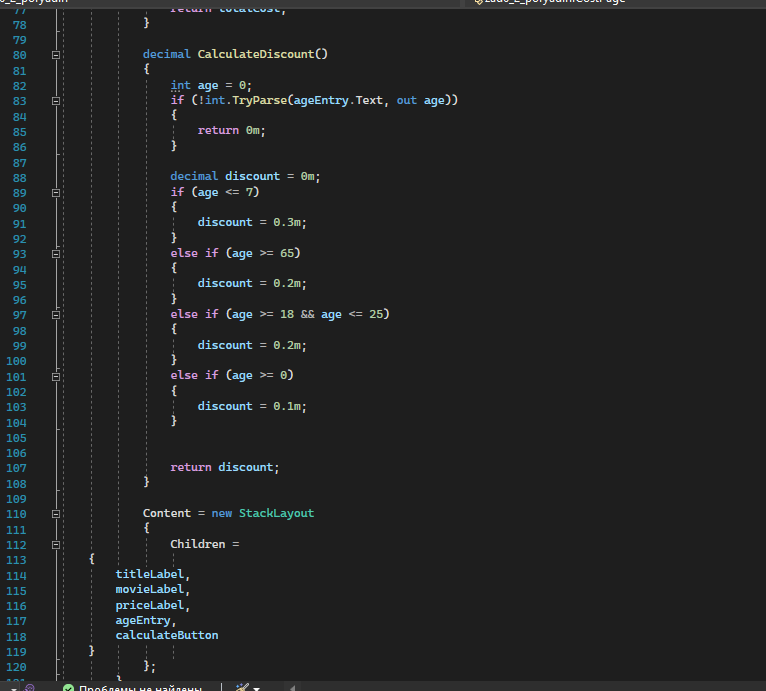 78 }
79
80 decimal CalculateDiscount()
81 {
82 int age = 0;
83 if (!int.TryParse(ageEntry.Text, out age))
84 {
85 return 0m;
86 }
87
88 decimal discount = 0m;
89 if (age <= 7)
90 {
91 discount = 0.3m;
92 }
93 else if (age >= 65)
94 {
95 discount = 0.2m;
96 }
97 else if (age >= 18 && age <= 25)
98 {
99 discount = 0.2m;
100 }
101 else if (age >= 0)
102 {
103 discount = 0.1m;
104 }
105
106
107 return discount;
108 }
109
110 Content = new StackLayout
111 {
112 Children =
113 {
114 titleLabel,
115 movieLabel,
116 priceLabel,
117 ageEntry,
118 calculateButton
119 }
120 };
Проблемы не найдены